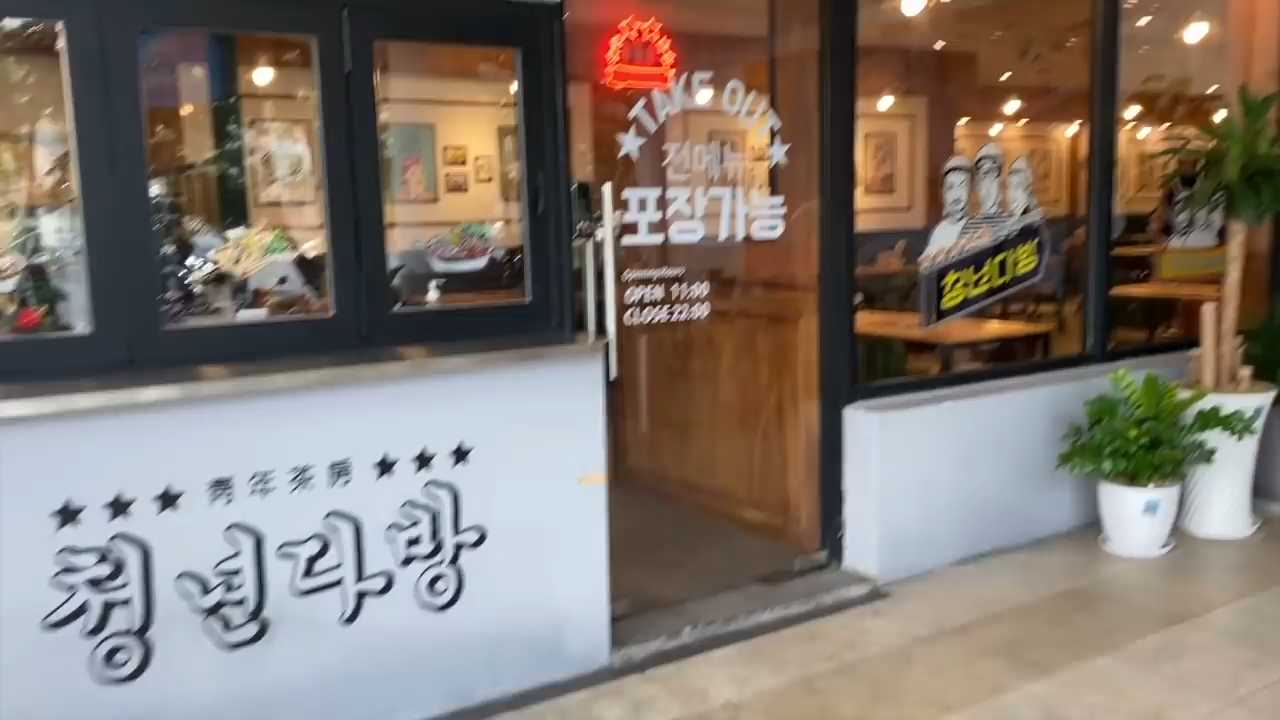 TAKE OUT
전메뉴
포장가능
OPEN 11:00
CLOSE 22:00
청년다방
靑年茶房
청년다방